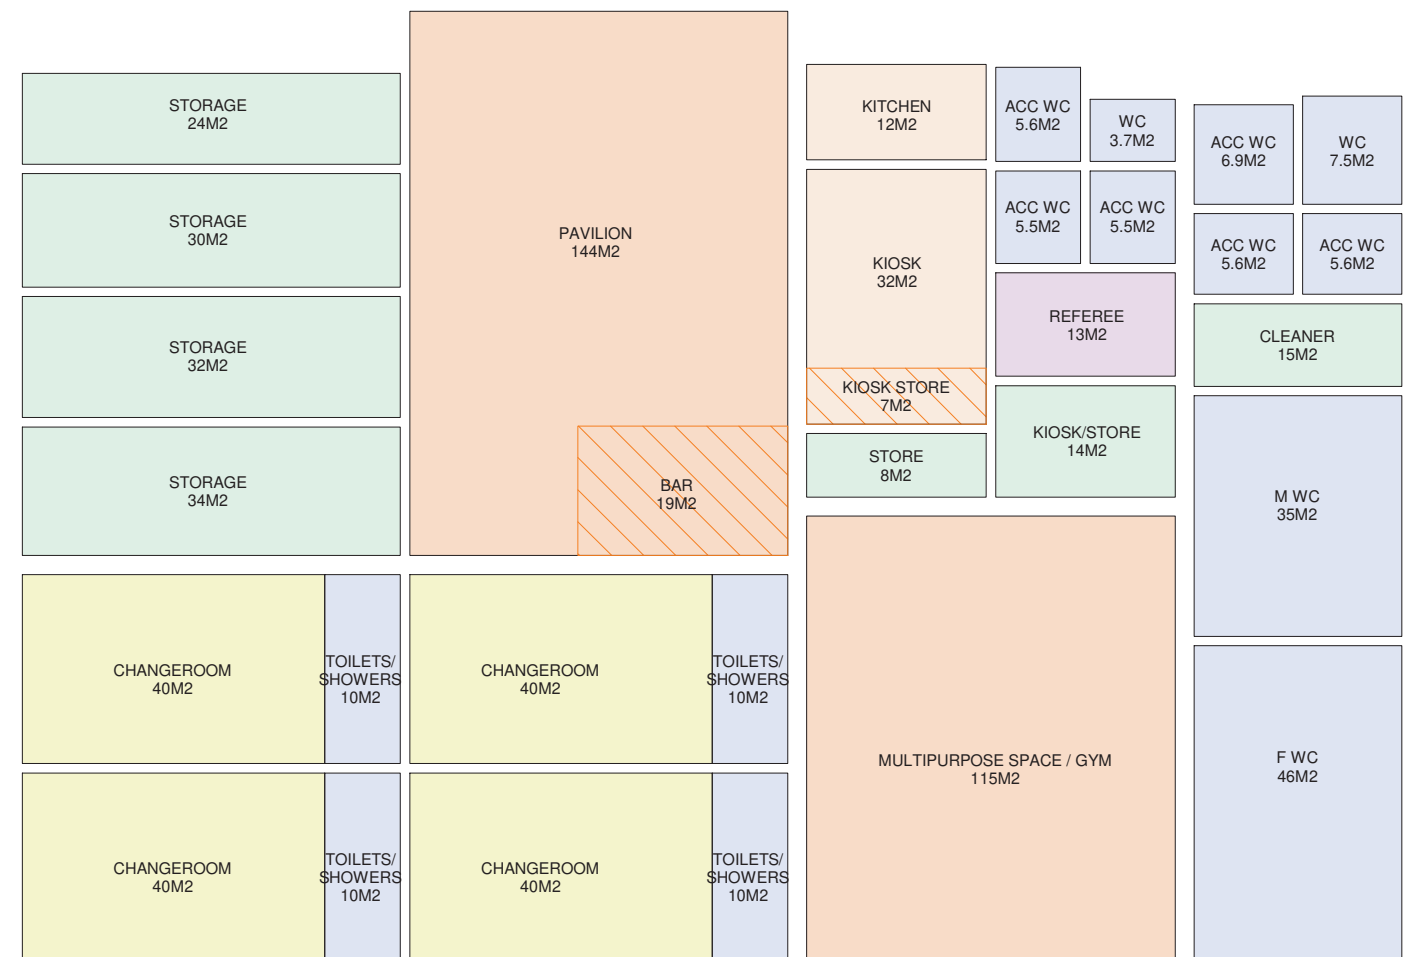 STORAGE
24M2
STORAGE
30M2
STORAGE
32M2
STORAGE
34M2
PAVILION
144M2
BAR
19M2
KITCHEN
12M2
KIOSK
32M2
KIOSK STORE
7M2
STORE
8M2
ACC WC
5.6M2
WC
3.7M2
ACC WC
5.5M2
ACC WC
5.5M2
REFEREE
13M2
KIOSK/STORE
14M2
ACC WC
6.9M2
WC
7.5M2
ACC WC
5.6M2
ACC WC
5.6M2
CLEANER
15M2
M WC
35M2
F WC
46M2
CHANGEROOM
40M2
TOILETS/
SHOWERS
10M2
CHANGEROOM
40M2
TOILETS/
SHOWERS
10M2
CHANGEROOM
40M2
TOILETS/
SHOWERS
10M2
CHANGEROOM
40M2
TOILETS/
SHOWERS
10M2
MULTIPURPOSE SPACE / GYM
115M2